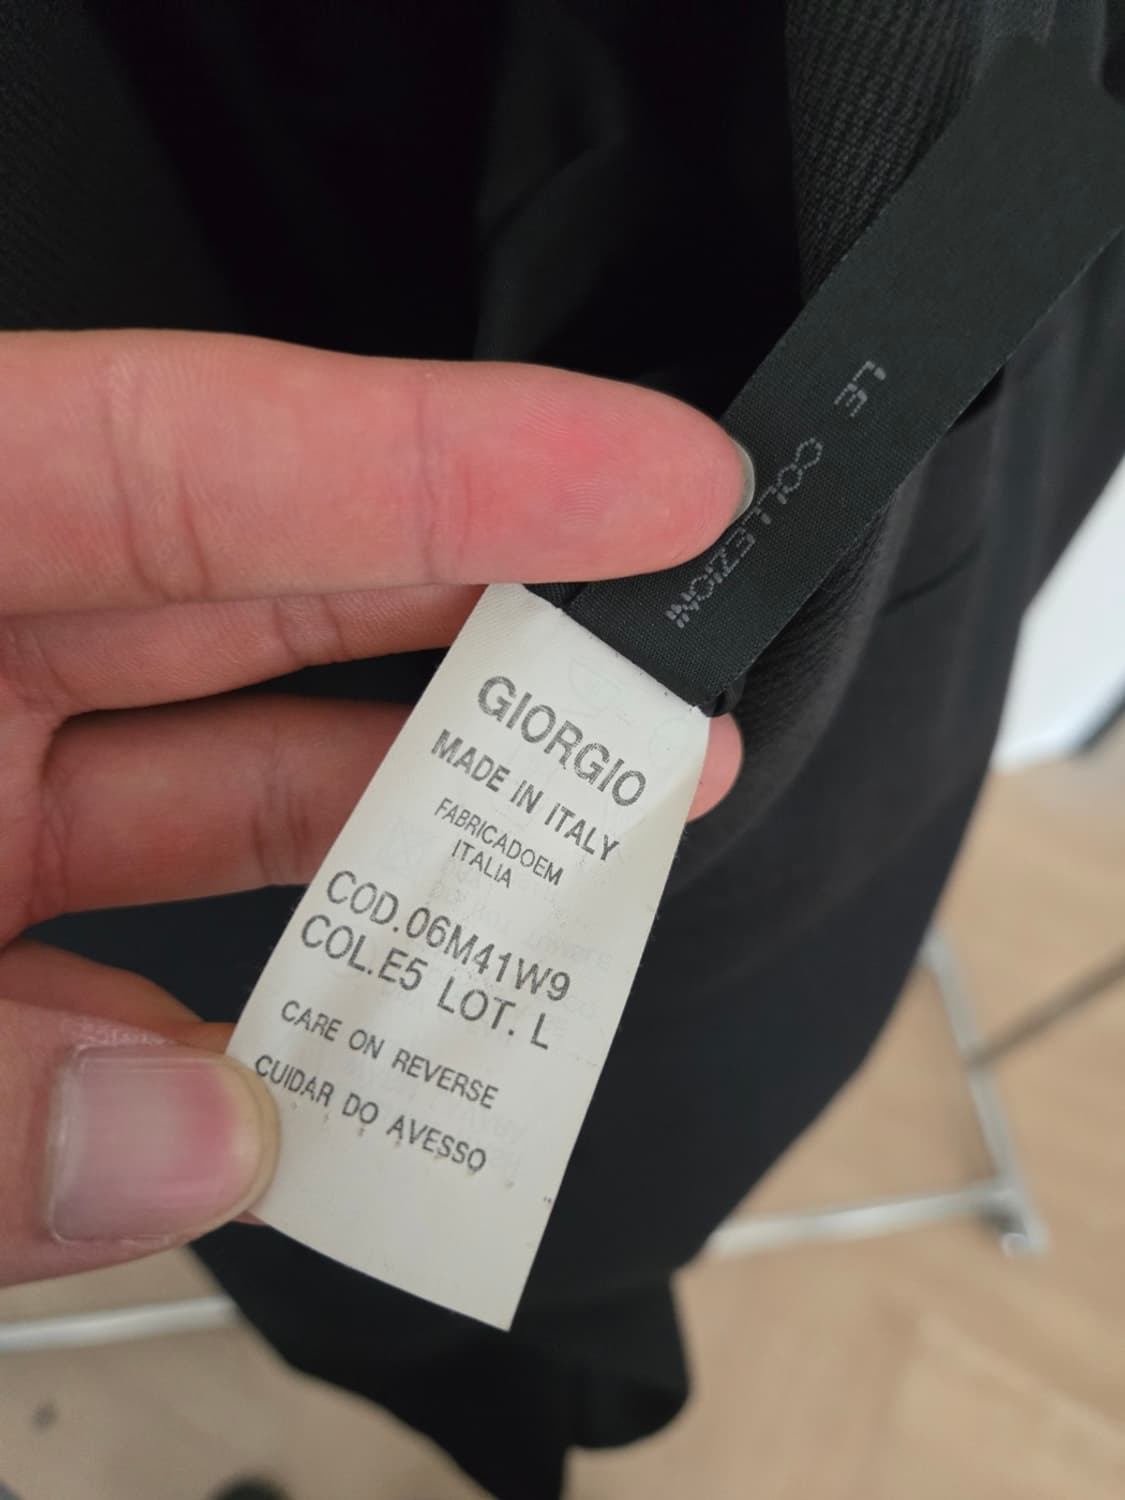 LE COLLEZIONI
GIORGIO
MADE IN ITALY
FABRICADOEM
ITALIA
COD.06M41W9
COL.E5 LOT. L
CARE ON REVERSE
CUIDAR DO AVESSO